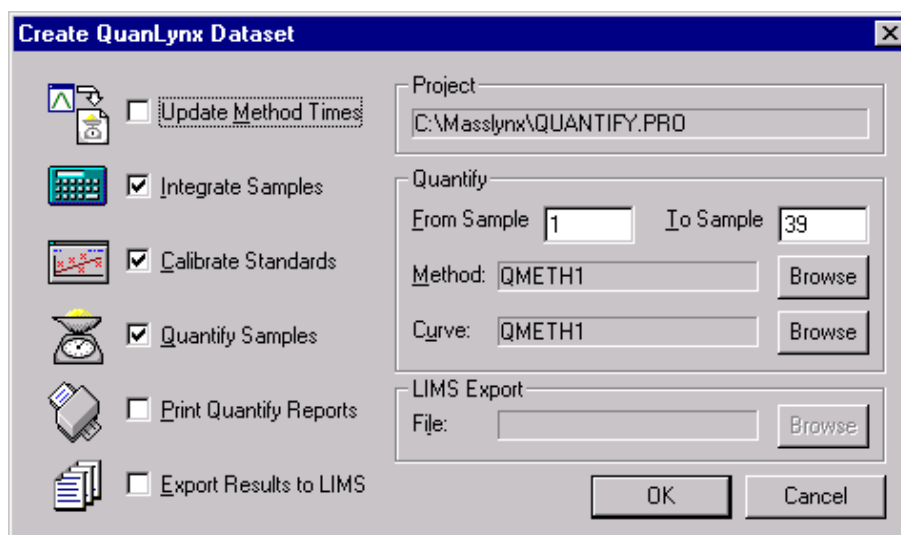 Create QuanLynx Dataset
Update Method Times
Integrate Samples
Calibrate Standards
Quantify Samples
Print Quantify Reports
Export Results to LIMS
Project
C:\Masslynx\QUANTIFY.PRO
Quantify
From Sample 1 To Sample 39
Method: QMETH1 Browse
Curve: QMETH1 Browse
LIMS Export
File: Browse
OK Cancel